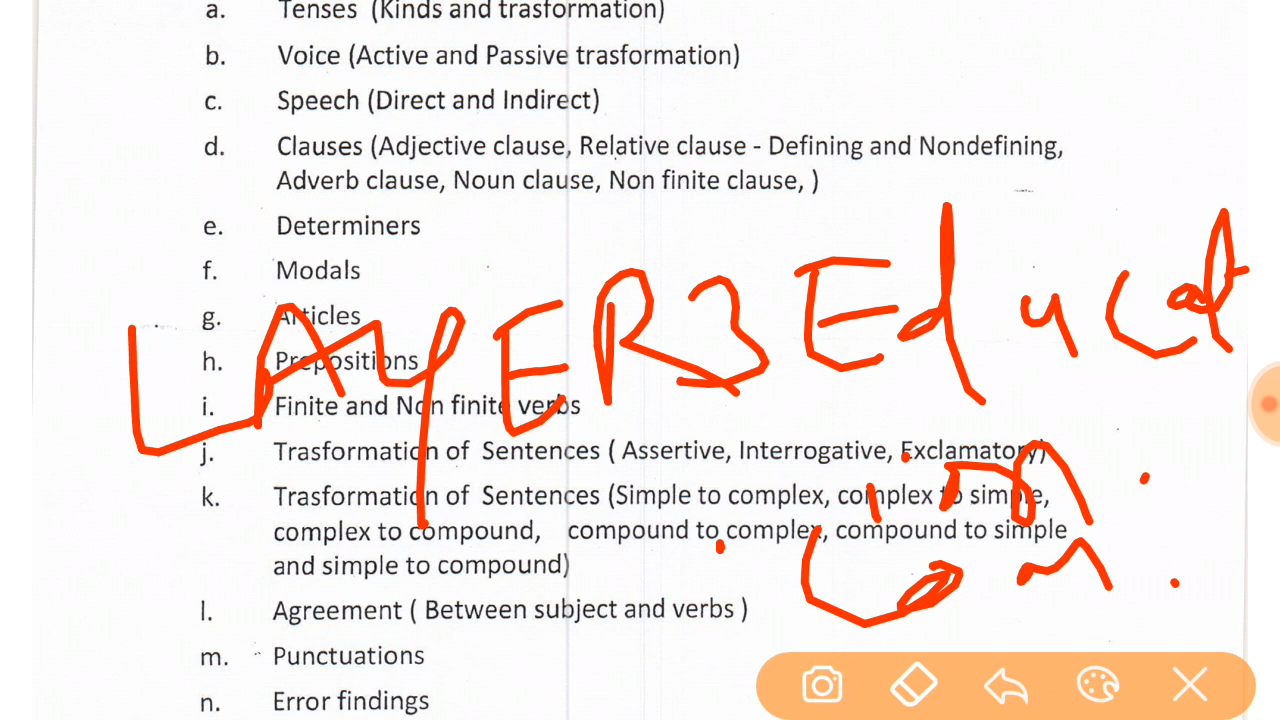 a. Tenses (Kinds and trasformation)
b. Voice (Active and Passive trasformation)
c. Speech (Direct and Indirect)
d. Clauses (Adjective clause, Relative clause - Defining and Nondefining,
Adverb clause, Noun clause, Non finite clause, )
e. Determiners
f. Modals
g. Articles
h. Prepositions
i. Finite and Non finite verbs
j. Trasformation of Sentences ( Assertive, Interrogative, Exclamatory)
k. Trasformation of Sentences (Simple to complex, complex to simple,
complex to compound, compound to complex, compound to simple
and simple to compound)
l. Agreement ( Between subject and verbs )
m. Punctuations
n. Error findings
LAyER3 Educat
ion
.com